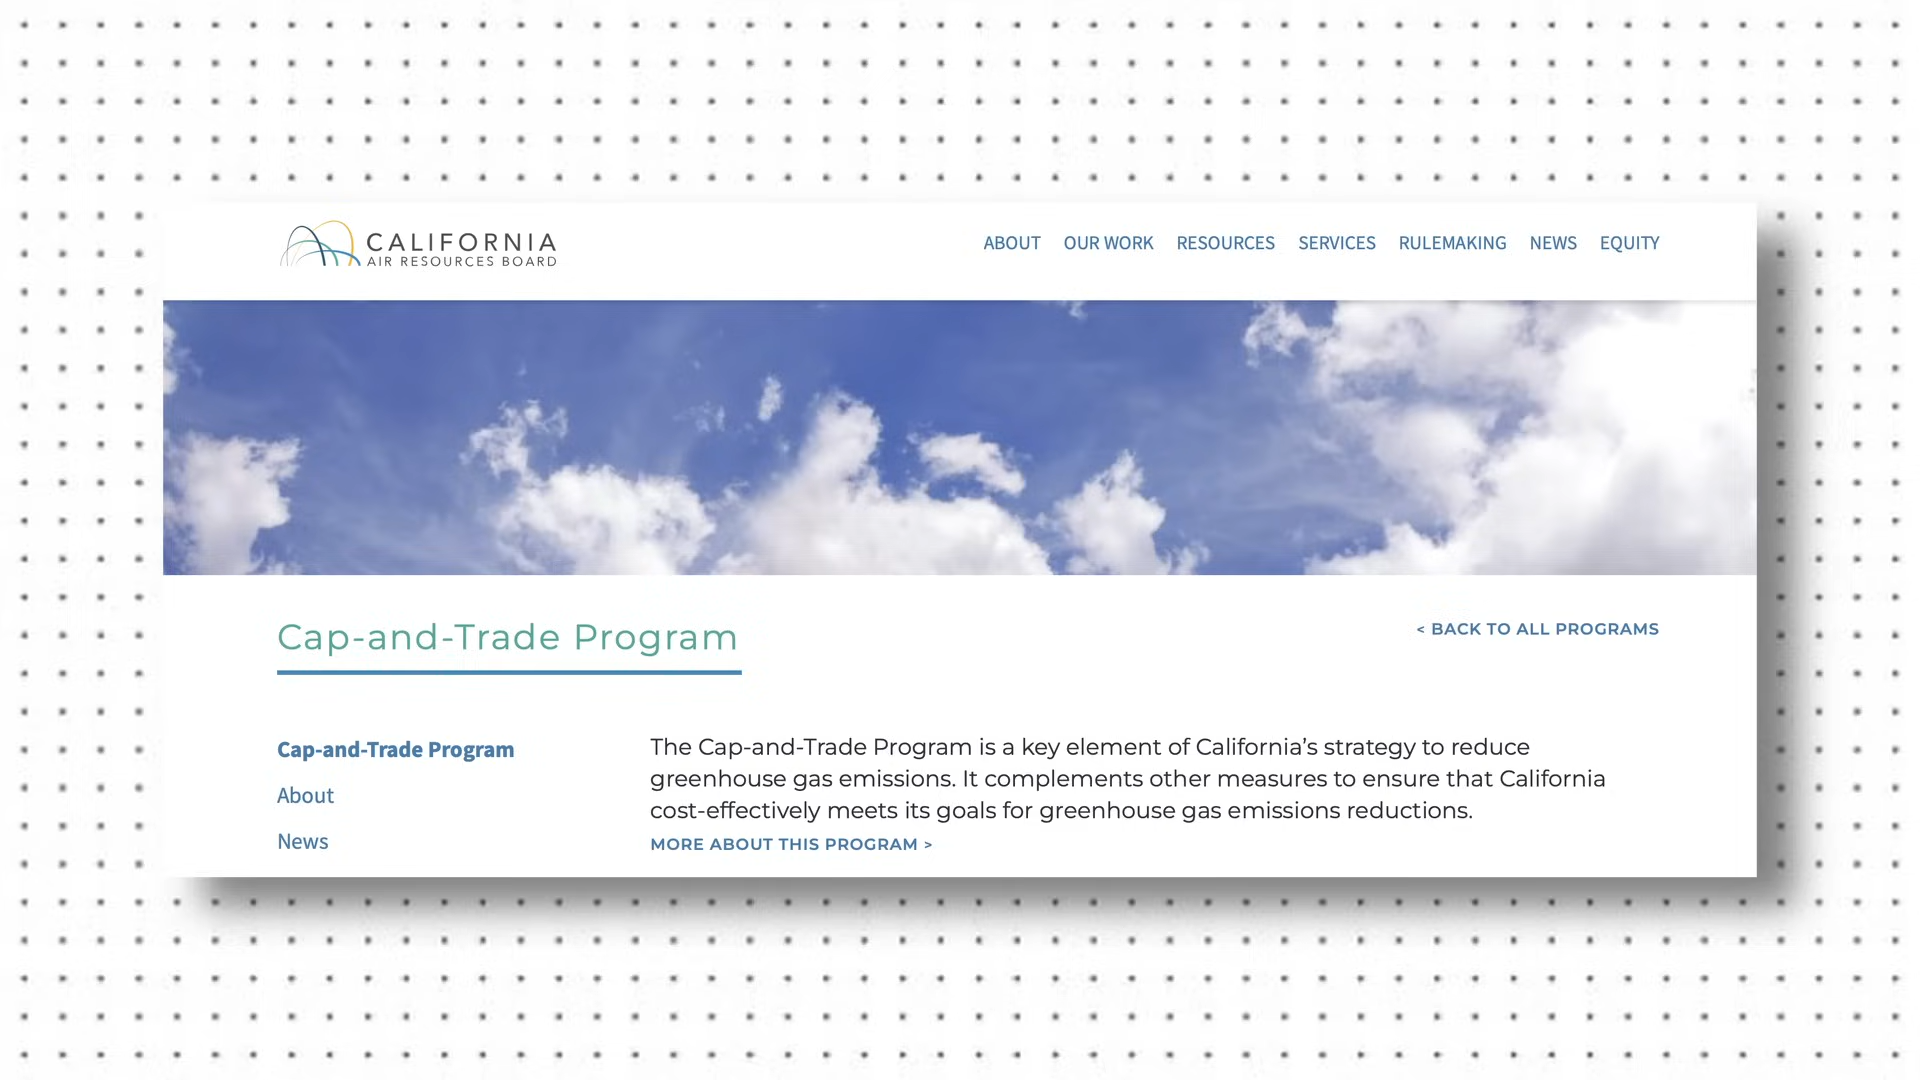 CALIFORNIA
AIR RESOURCES BOARD
ABOUT OUR WORK RESOURCES SERVICES RULEMAKING NEWS EQUITY
Cap-and-Trade Program
< BACK TO ALL PROGRAMS
Cap-and-Trade Program
About
News
The Cap-and-Trade Program is a key element of California’s strategy to reduce
greenhouse gas emissions. It complements other measures to ensure that California
cost-effectively meets its goals for greenhouse gas emissions reductions.
MORE ABOUT THIS PROGRAM >